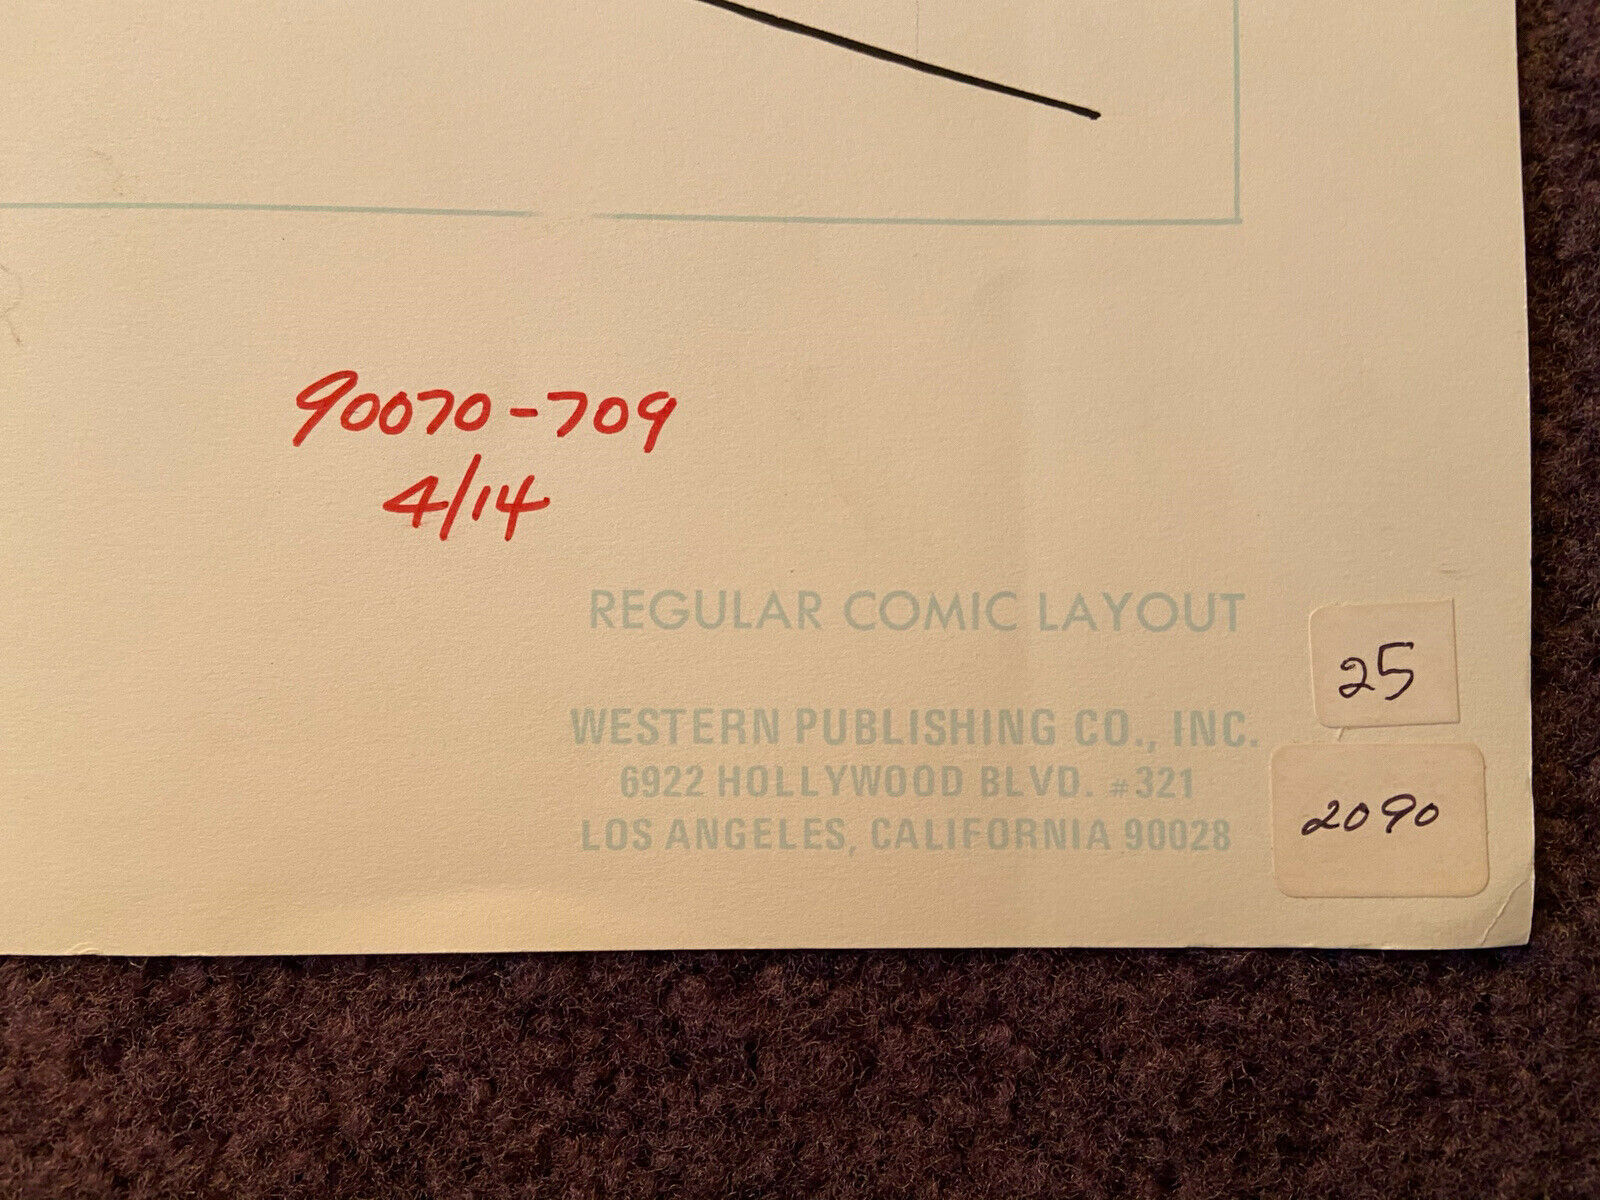 90070-709
4/14
REGULAR COMIC LAYOUT
WESTERN PUBLISHING CO., INC.
6922 HOLLYWOOD BLVD. #321
LOS ANGELES, CALIFORNIA 90028
25
2090